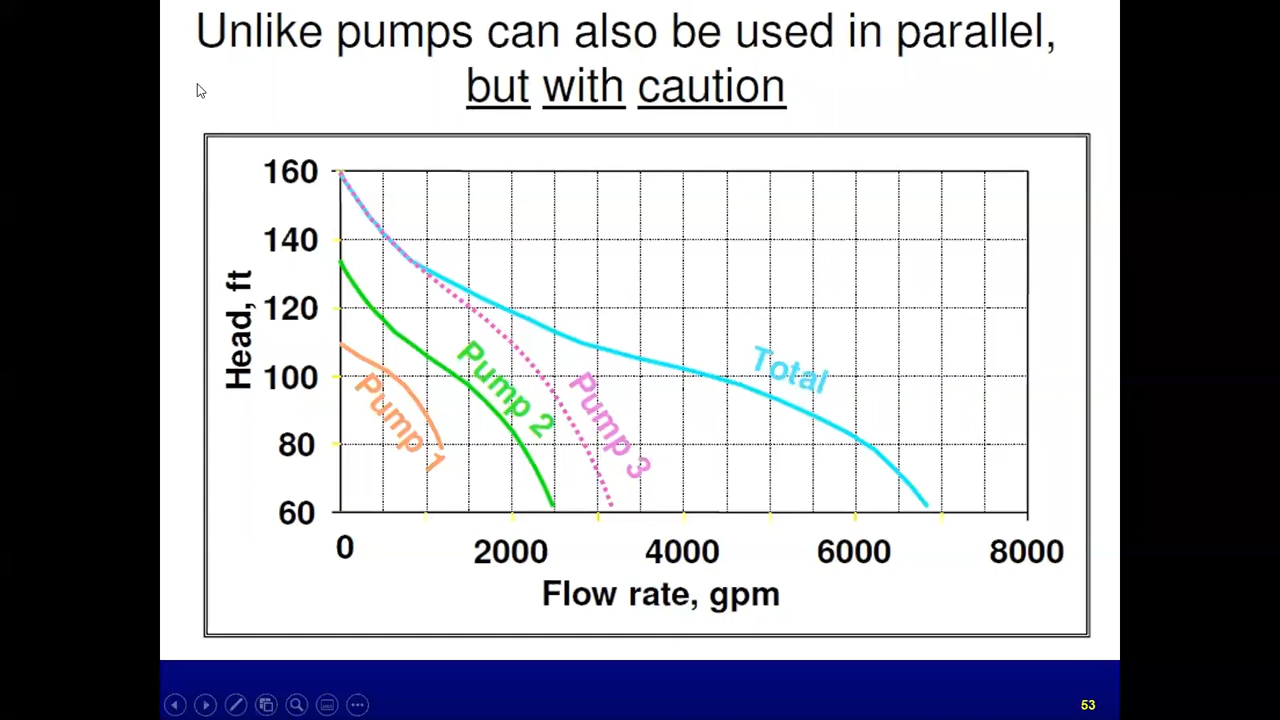 Unlike pumps can also be used in parallel,
but with caution
160
140
120
100
80
60
Head, ft
Pump 1
Pump 2
Pump 3
Total
0 2000 4000 6000 8000
Flow rate, gpm
53